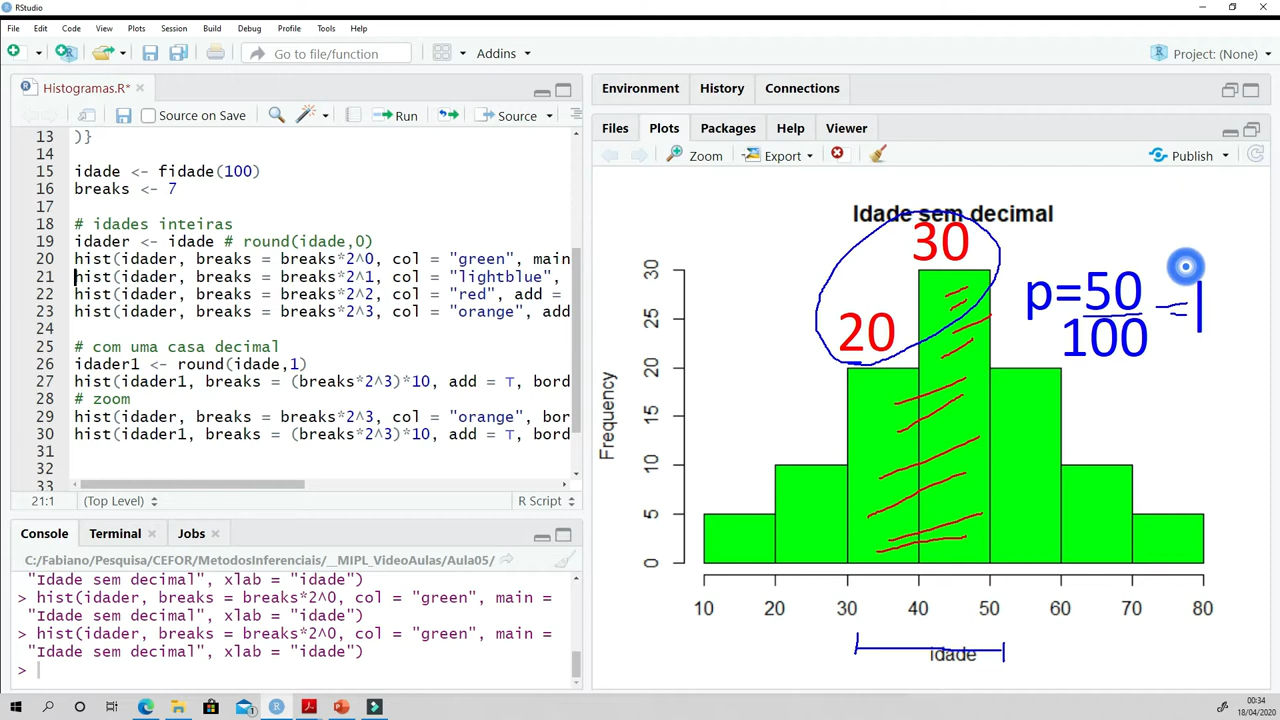 RStudio
File Edit Code View Plots Session Build Debug Profile Tools Help
Go to file/function Addins Project: (None)
Histogramas.R*
Source on Save Run Source
13 )}
14
15 idade <- fidade(100)
16 breaks <- 7
17
18 # idades inteiras
19 idader <- idade # round(idade,0)
20 hist(idader, breaks = breaks*2^0, col = "green", main
21 hist(idader, breaks = breaks*2^1, col = "lightblue",
22 hist(idader, breaks = breaks*2^2, col = "red", add =
23 hist(idader, breaks = breaks*2^3, col = "orange", add
24
25 # com uma casa decimal
26 idader1 <- round(idade,1)
27 hist(idader1, breaks = (breaks*2^3)*10, add = T, bord
28 # zoom
29 hist(idader, breaks = breaks*2^3, col = "orange", bor
30 hist(idader1, breaks = (breaks*2^3)*10, add = T, bord
31
32
33
21:1 (Top Level) R Script
Console Terminal Jobs
C:/Fabiano/Pesquisa/CEFOR/MetodosInferenciais/__MIPL_VideoAulas/Aula05/
"Idade sem decimal", xlab = "idade")
> hist(idader, breaks = breaks*2^0, col = "green", main =
"Idade sem decimal", xlab = "idade")
> hist(idader, breaks = breaks*2^0, col = "green", main =
"Idade sem decimal", xlab = "idade")
>
Environment History Connections
Files Plots Packages Help Viewer
Zoom Export Publish
Idade sem decimal
30
20
p=50 =
100
Frequency
30
25
20
15
10
5
0
10 20 30 40 50 60 70 80
idade
00:34
18/04/2020